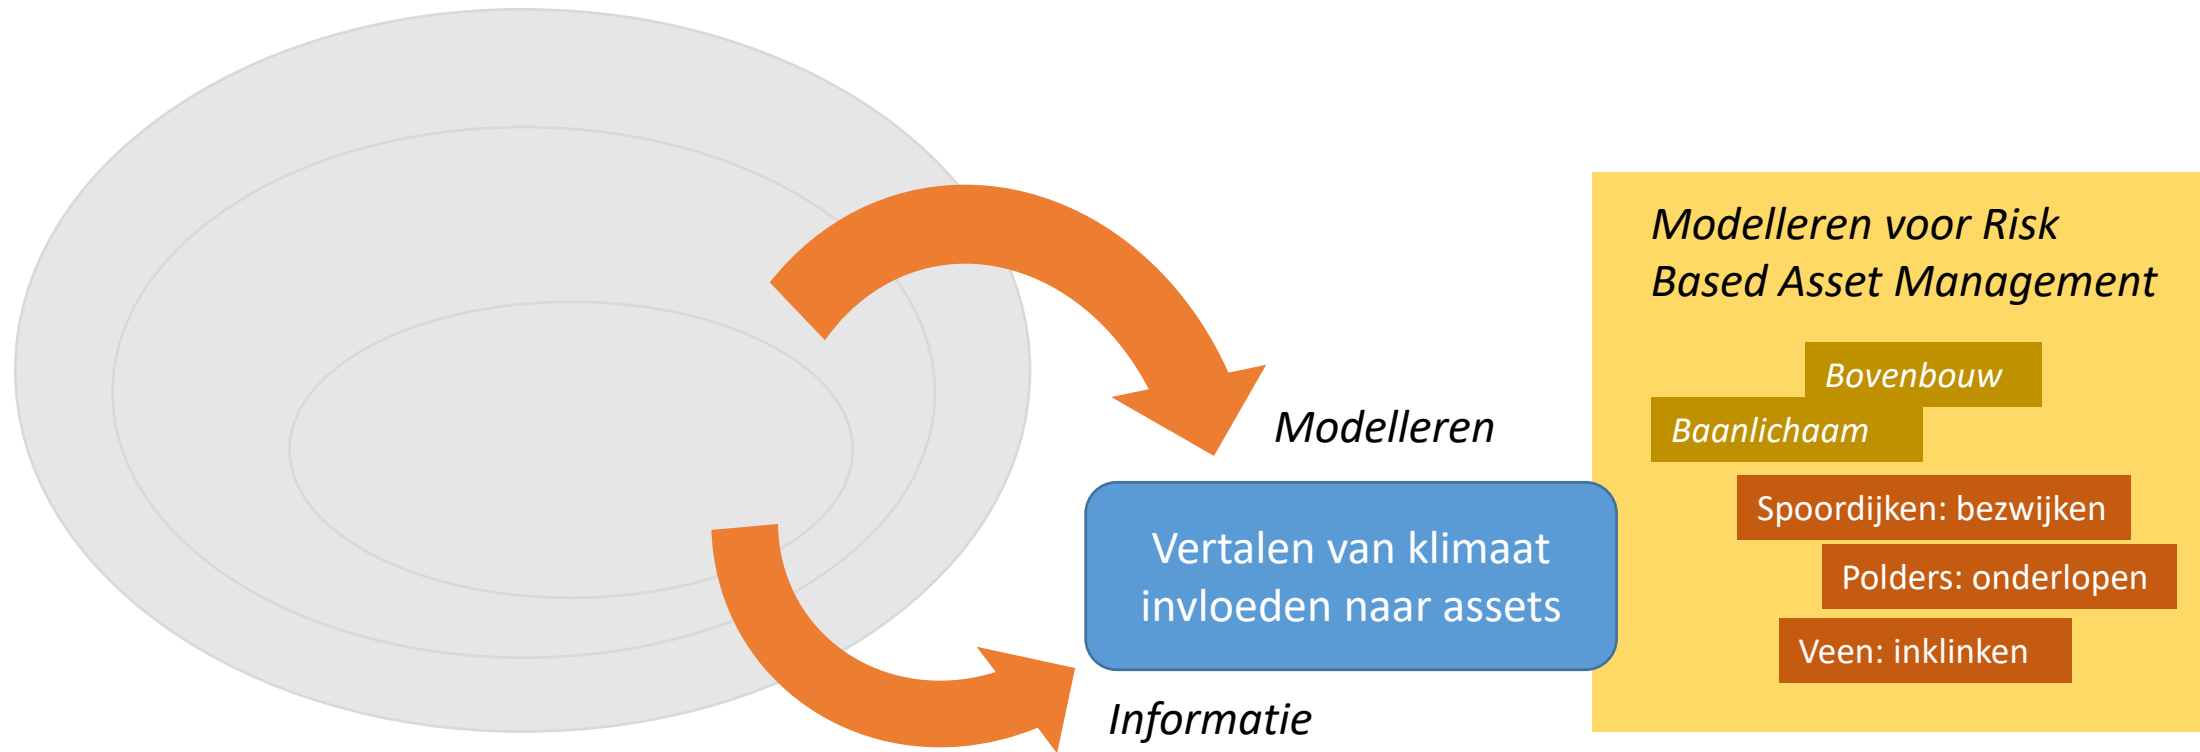 Modelleren voor Risk
Based Asset Management
Bovenbouw
Baanlichaam
Modelleren
Spoordijken: bezwijken
Vertalen van klimaat
invloeden naar assets
Polders: onderlopen
Veen: inklinken
Informatie